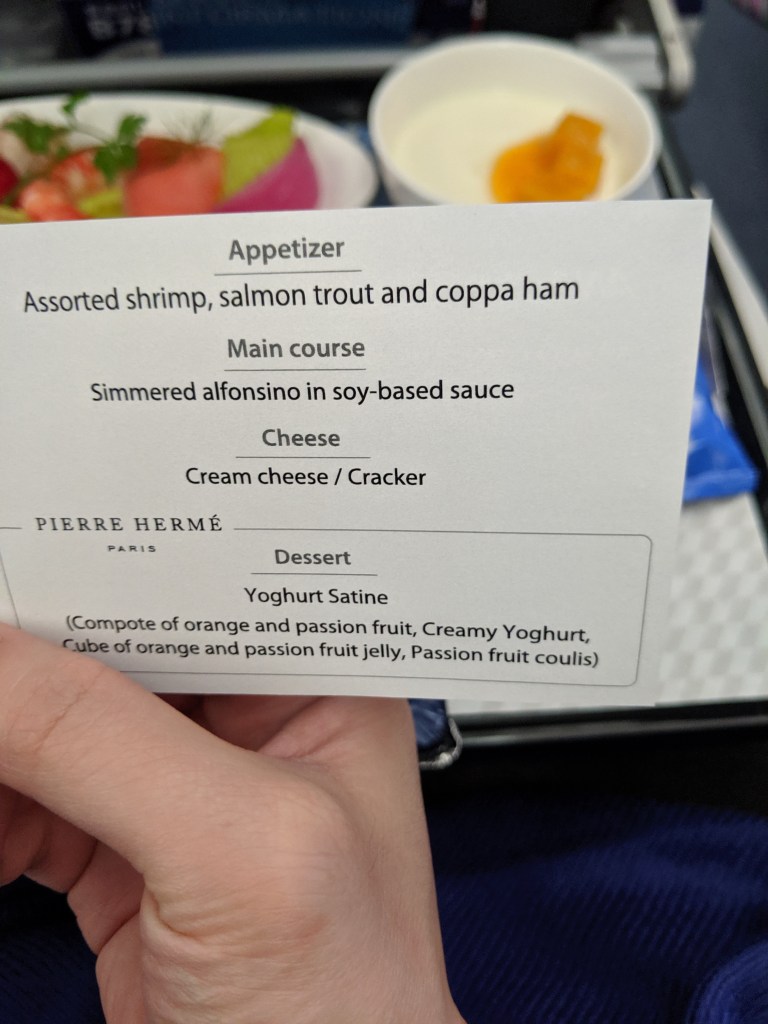 Appetizer
Assorted shrimp, salmon trout and coppa ham
Main course
Simmered alfonsino in soy-based sauce
Cheese
Cream cheese / Cracker
PIERRE HERMÉ
PARIS
Dessert
Yoghurt Satine
(Compote of orange and passion fruit, Creamy Yoghurt,
Cube of orange and passion fruit jelly, Passion fruit coulis)